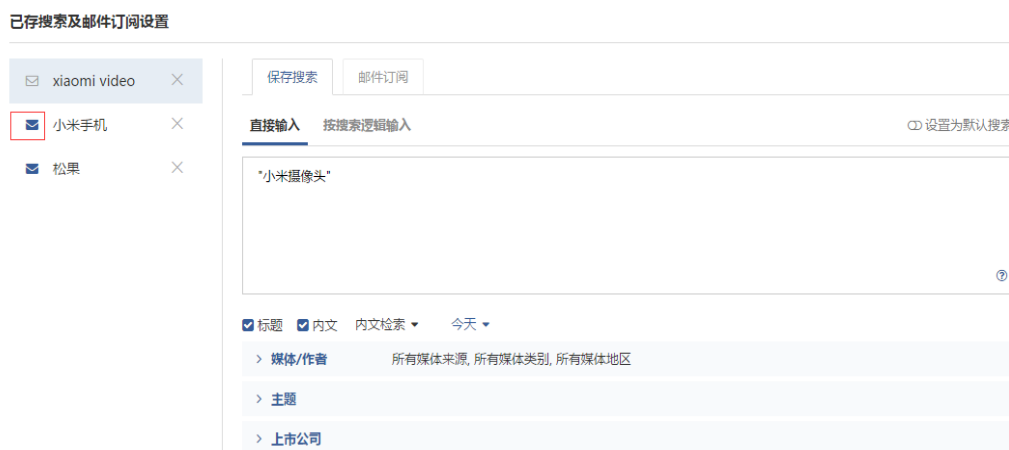 已存搜索及邮件订阅设置
xiaomi video
小米手机
松果
保存搜索 邮件订阅
直接输入 按搜索逻辑输入 设置为默认搜索
"小米摄像头"
标题 内文 内文检索 今天
媒体/作者 所有媒体来源, 所有媒体类别, 所有媒体地区
主题
上市公司